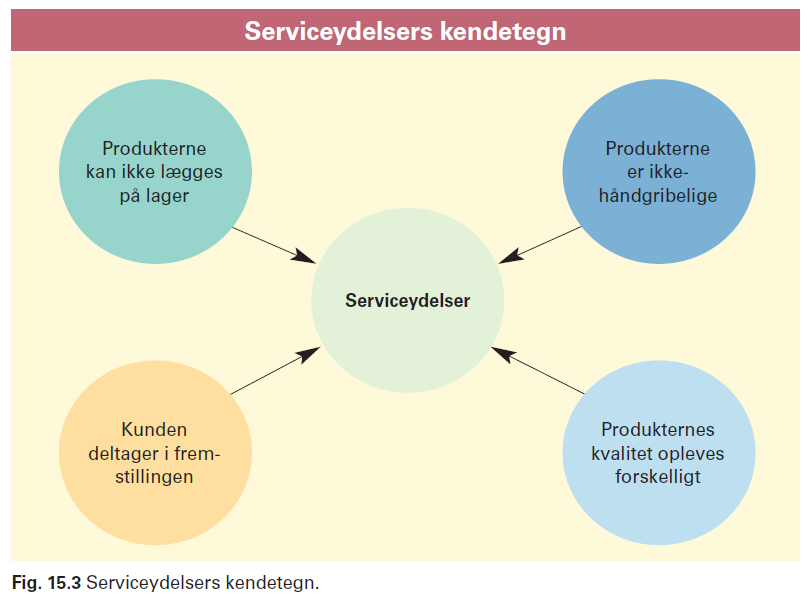 Serviceydelsers kendetegn
Produkterne
kan ikke lægges
på lager
Produkterne
er ikke-
håndgribelige
Serviceydelser
Kunden
deltager i frem-
stillingen
Produkternes
kvalitet opleves
forskelligt
Fig. 15.3 Serviceydelsers kendetegn.